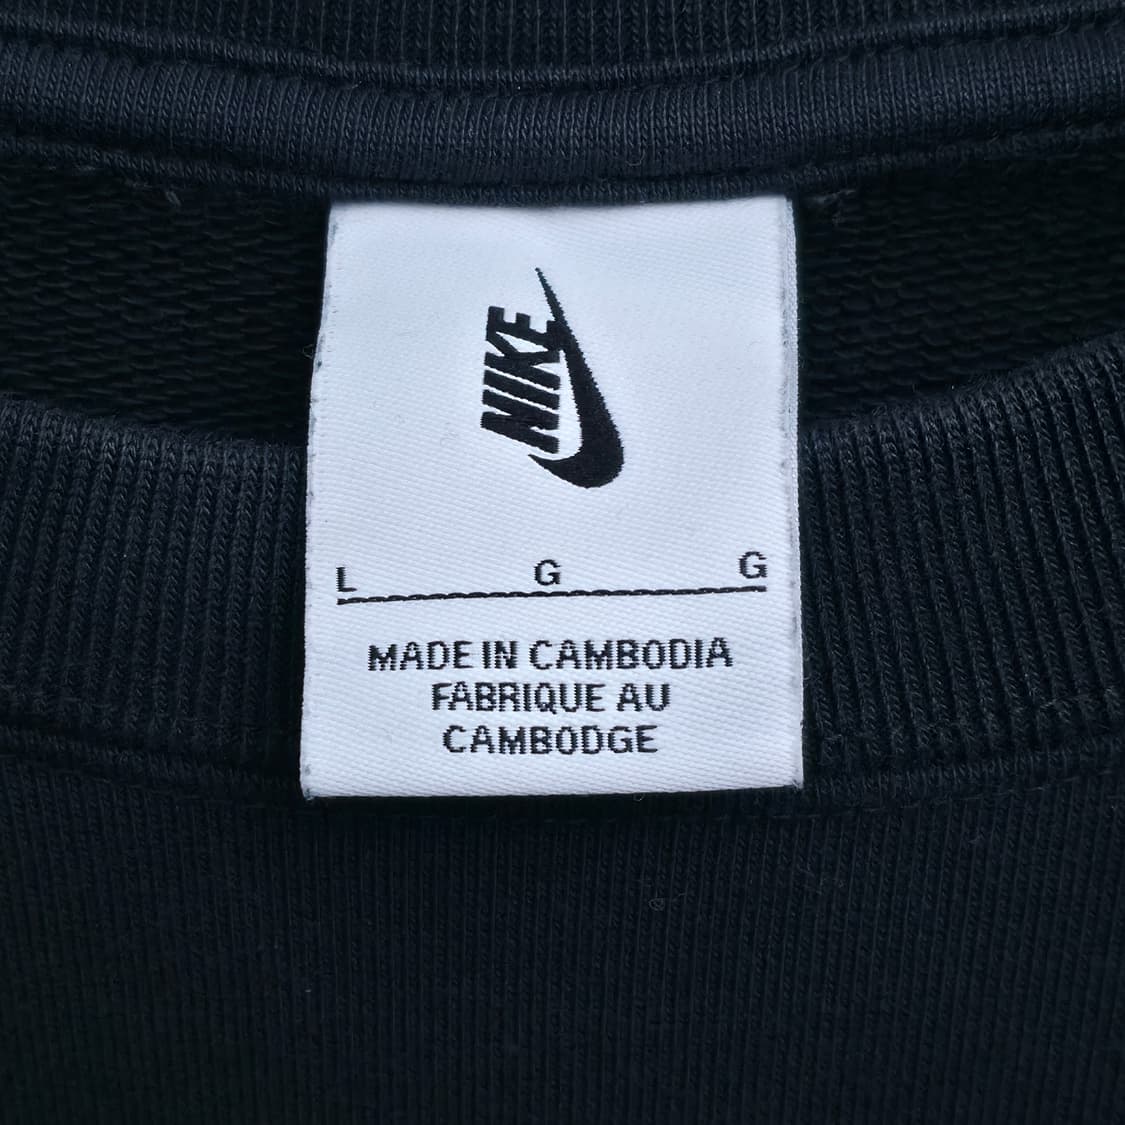 NIKE
L G G
MADE IN CAMBODIA
FABRIQUE AU
CAMBODGE